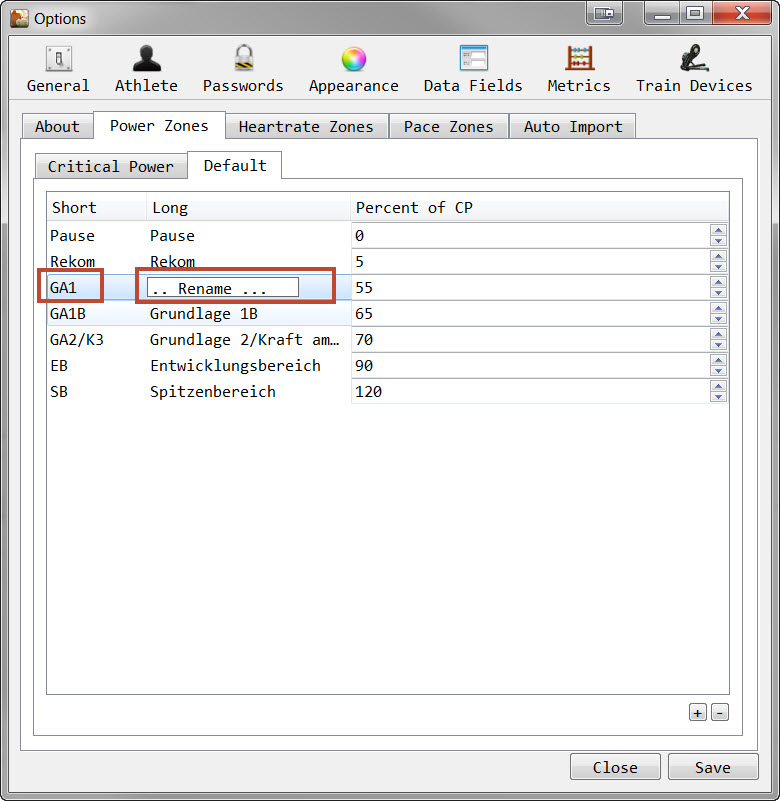 Options
General Athlete Passwords Appearance Data Fields Metrics Train Devices
About Power Zones Heartrate Zones Pace Zones Auto Import
Critical Power Default
Short Long Percent of CP
Pause Pause 0
Rekom Rekom 5
GA1 .. Rename ... 55
GA1B Grundlage 1B 65
GA2/K3 Grundlage 2/Kraft am… 70
EB Entwicklungsbereich 90
SB Spitzenbereich 120
+ -
Close Save